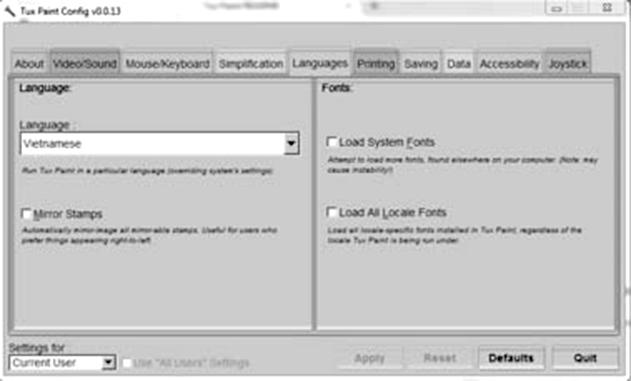 Tux Paint Config v0.0.13
About Video/Sound Mouse/Keyboard Simplification Languages Printing Saving Data Accessibility Joystick
Language:
Language :
Vietnamese
Run Tux Paint in a particular language (overriding system's settings)
Mirror Stamps
Automatically mirror-image all mirror-able stamps. Useful for users who
prefer things appearing right-to-left.
Fonts:
Load System Fonts
Attempt to load more fonts, found elsewhere on your computer. (Note: may
cause instability!)
Load All Locale Fonts
Load all locale-specific fonts installed in Tux Paint, regardless of the
locale Tux Paint is being run under.
Settings for :
Current User
Use "All Users" Settings
Apply Reset Defaults Quit